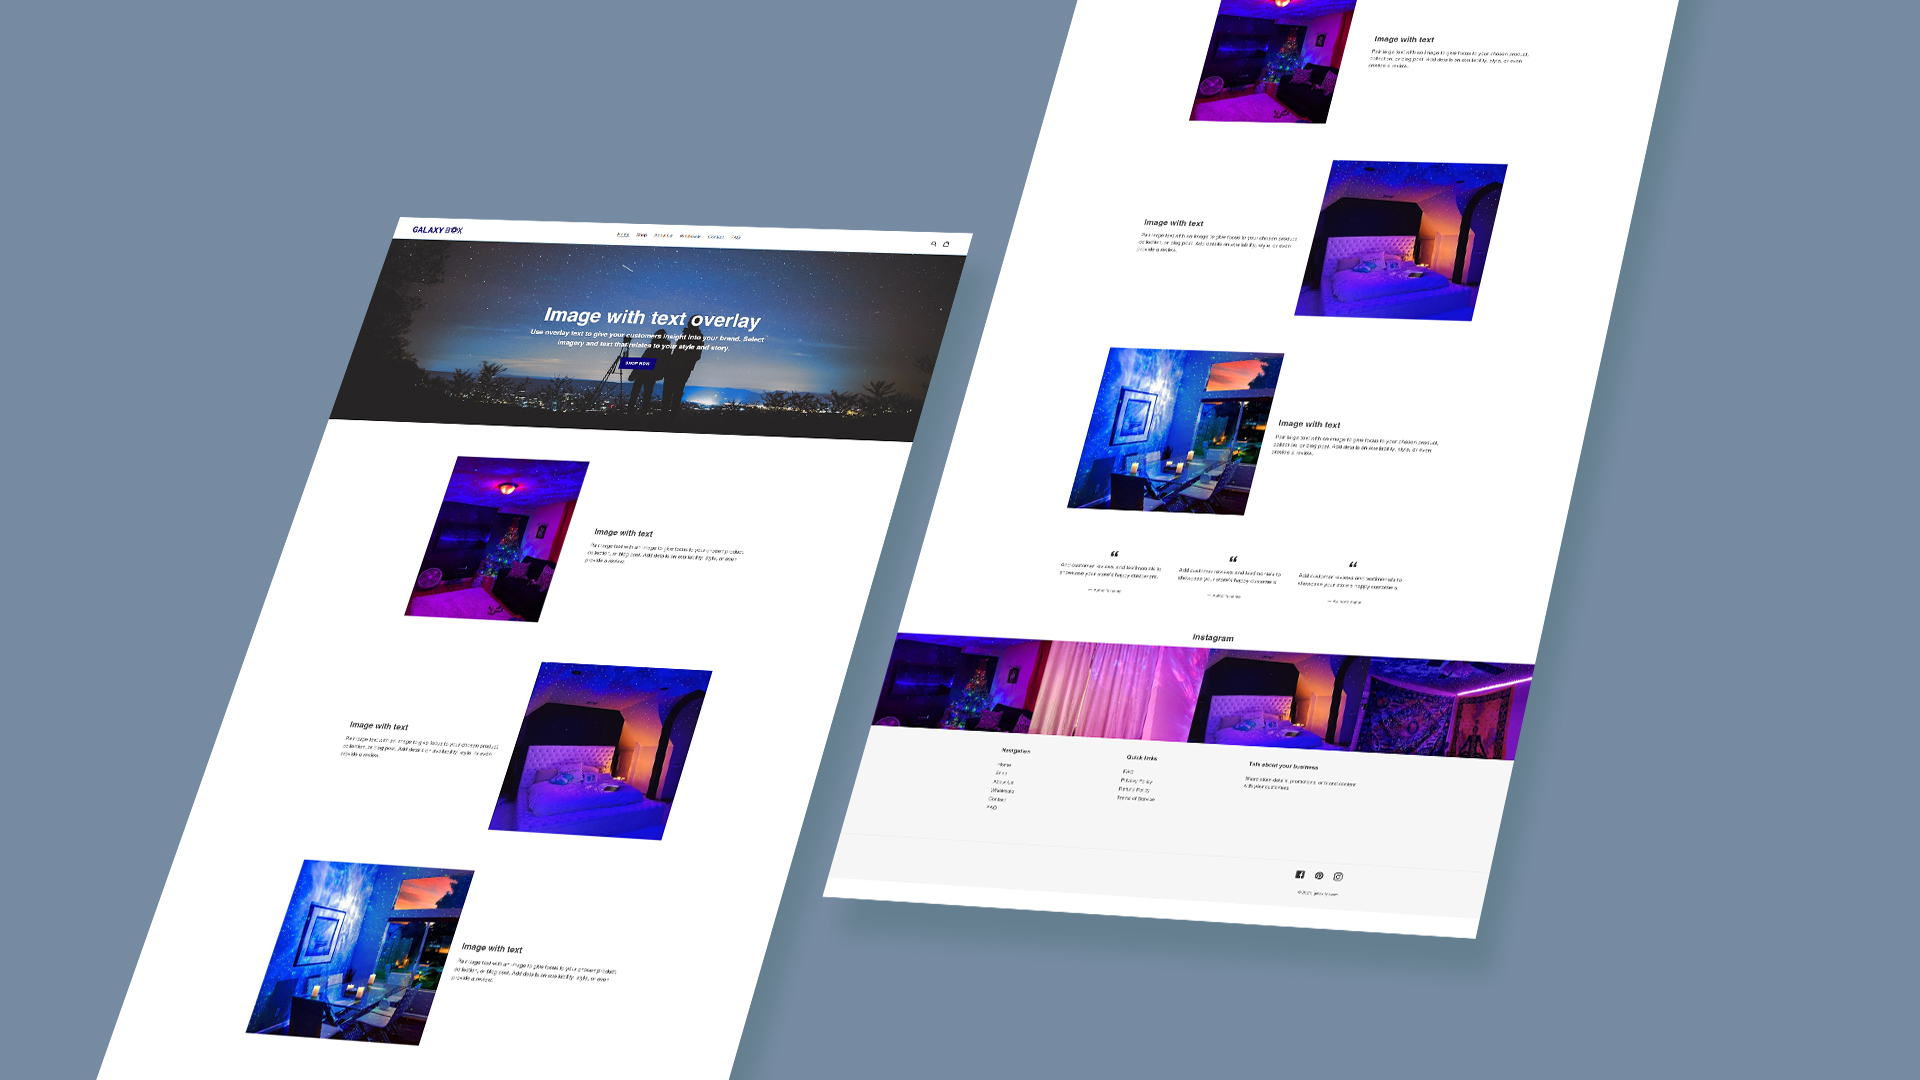 GALAXY BOX
Home Shop About Us Wholesale Contact FAQ
Image with text overlay
Use overlay text to give your customers insight into your brand. Select
imagery and text that relates to your style and story.
SHOP NOW
Image with text
Pair large text with an image to give focus to your chosen product,
collection, or blog post. Add details on availability, style, or even
provide a review.
Image with text
Pair large text with an image to give focus to your chosen product,
collection, or blog post. Add details on availability, style, or even
provide a review.
Image with text
Pair large text with an image to give focus to your chosen product,
collection, or blog post. Add details on availability, style, or even
provide a review.
Image with text
Pair large text with an image to give focus to your chosen product,
collection, or blog post. Add details on availability, style, or even
provide a review.
Image with text
Pair large text with an image to give focus to your chosen product,
collection, or blog post. Add details on availability, style, or even
provide a review.
Image with text
Pair large text with an image to give focus to your chosen product,
collection, or blog post. Add details on availability, style, or even
provide a review.
“
Add customer reviews and testimonials to
showcase your store's happy customers.
— Author's name
“
Add customer reviews and testimonials to
showcase your store's happy customers.
— Author's name
“
Add customer reviews and testimonials to
showcase your store's happy customers.
— Author's name
Instagram
Navigation
Home
Shop
About Us
Wholesale
Contact
FAQ
Quick links
FAQ
Privacy Policy
Refund Policy
Terms of Service
Talk about your business
Share store details, promotions, or brand content
with your customers.